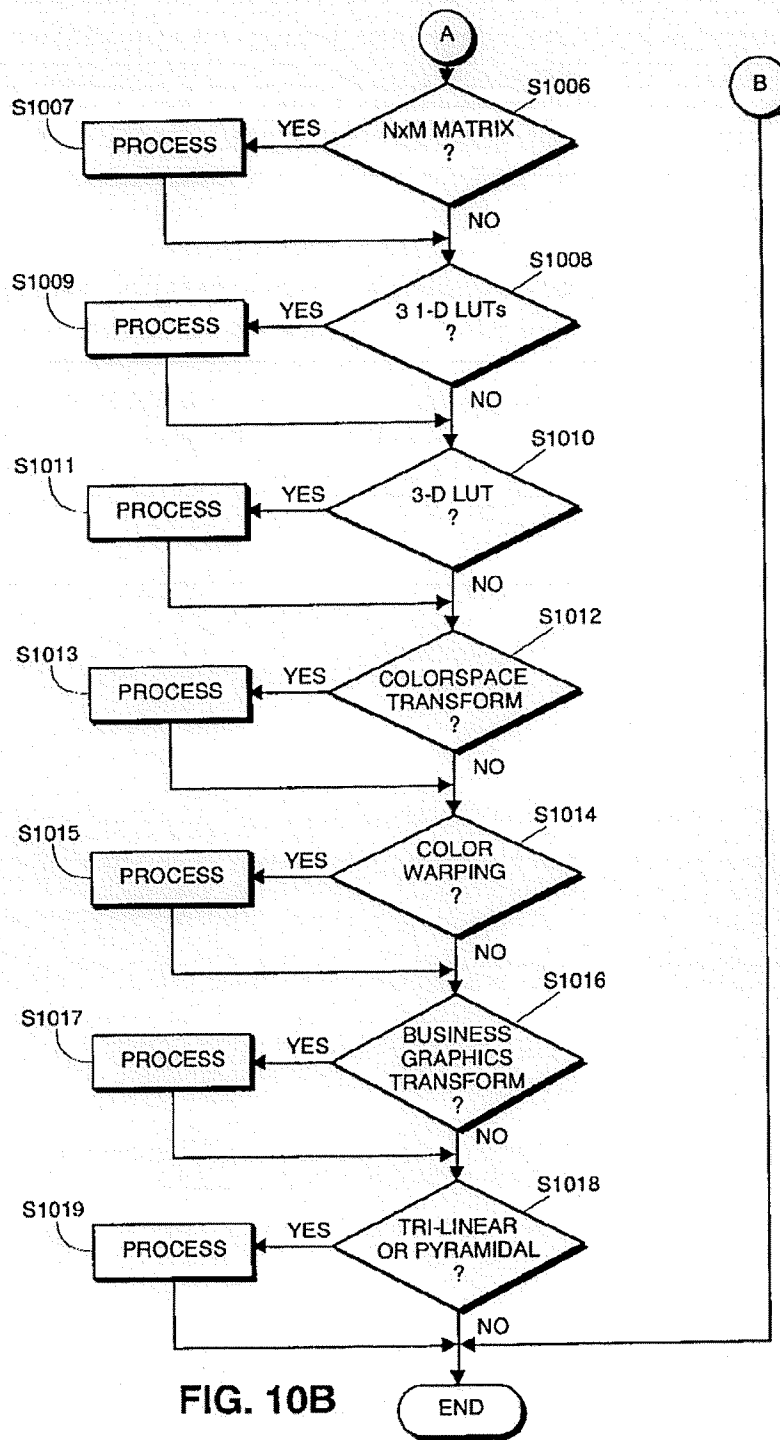 A
B
S1006
S1007
YES
NxM MATRIX
?
PROCESS
NO
S1008
S1009
YES
3 1-D LUTs
?
PROCESS
NO
S1010
S1011
YES
3-D LUT
?
PROCESS
NO
S1012
S1013
YES
COLORSPACE
TRANSFORM
?
PROCESS
NO
S1014
S1015
YES
COLOR
WARPING
?
PROCESS
NO
S1016
S1017
YES
BUSINESS
GRAPHICS
TRANSFORM
?
PROCESS
NO
S1018
S1019
YES
TRI-LINEAR
OR PYRAMIDAL
?
PROCESS
NO
FIG. 10B
END